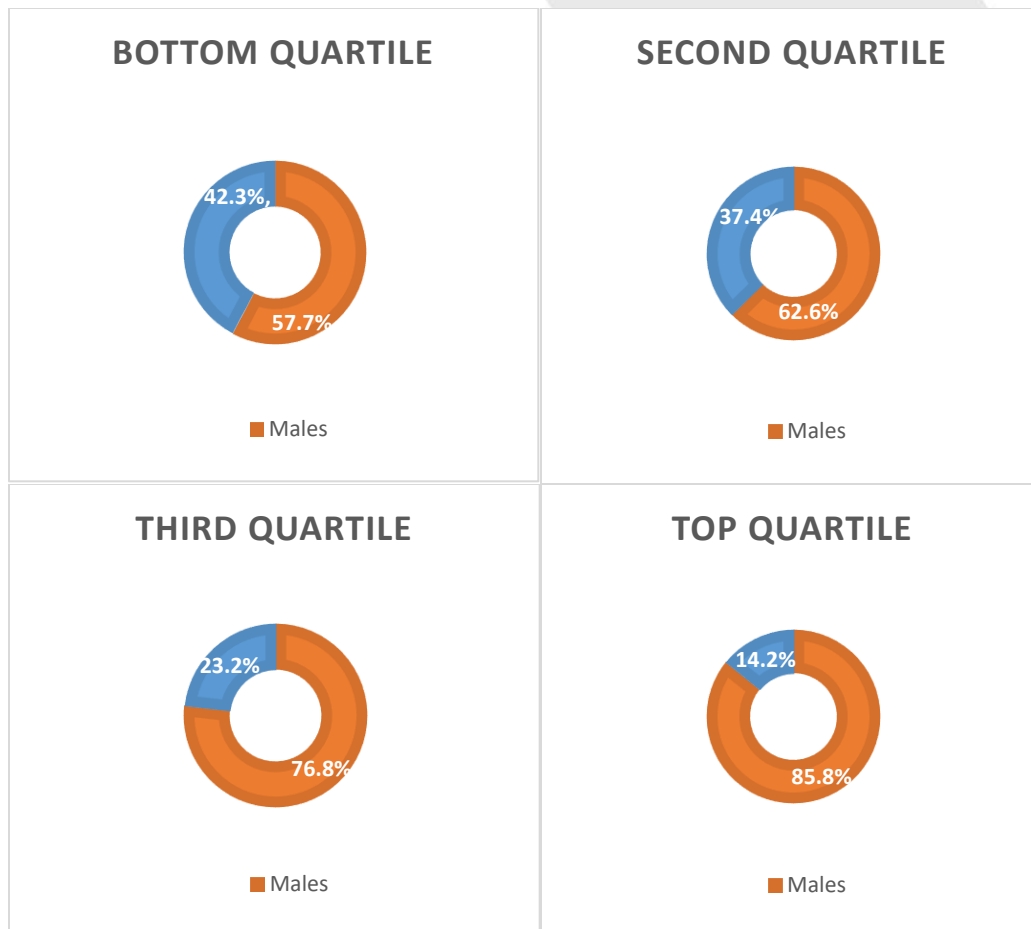 BOTTOM QUARTILE
42.3%,
57.7%
Males
SECOND QUARTILE
37.4%
62.6%
Males
THIRD QUARTILE
23.2%
76.8%
Males
TOP QUARTILE
14.2%
85.8%
Males